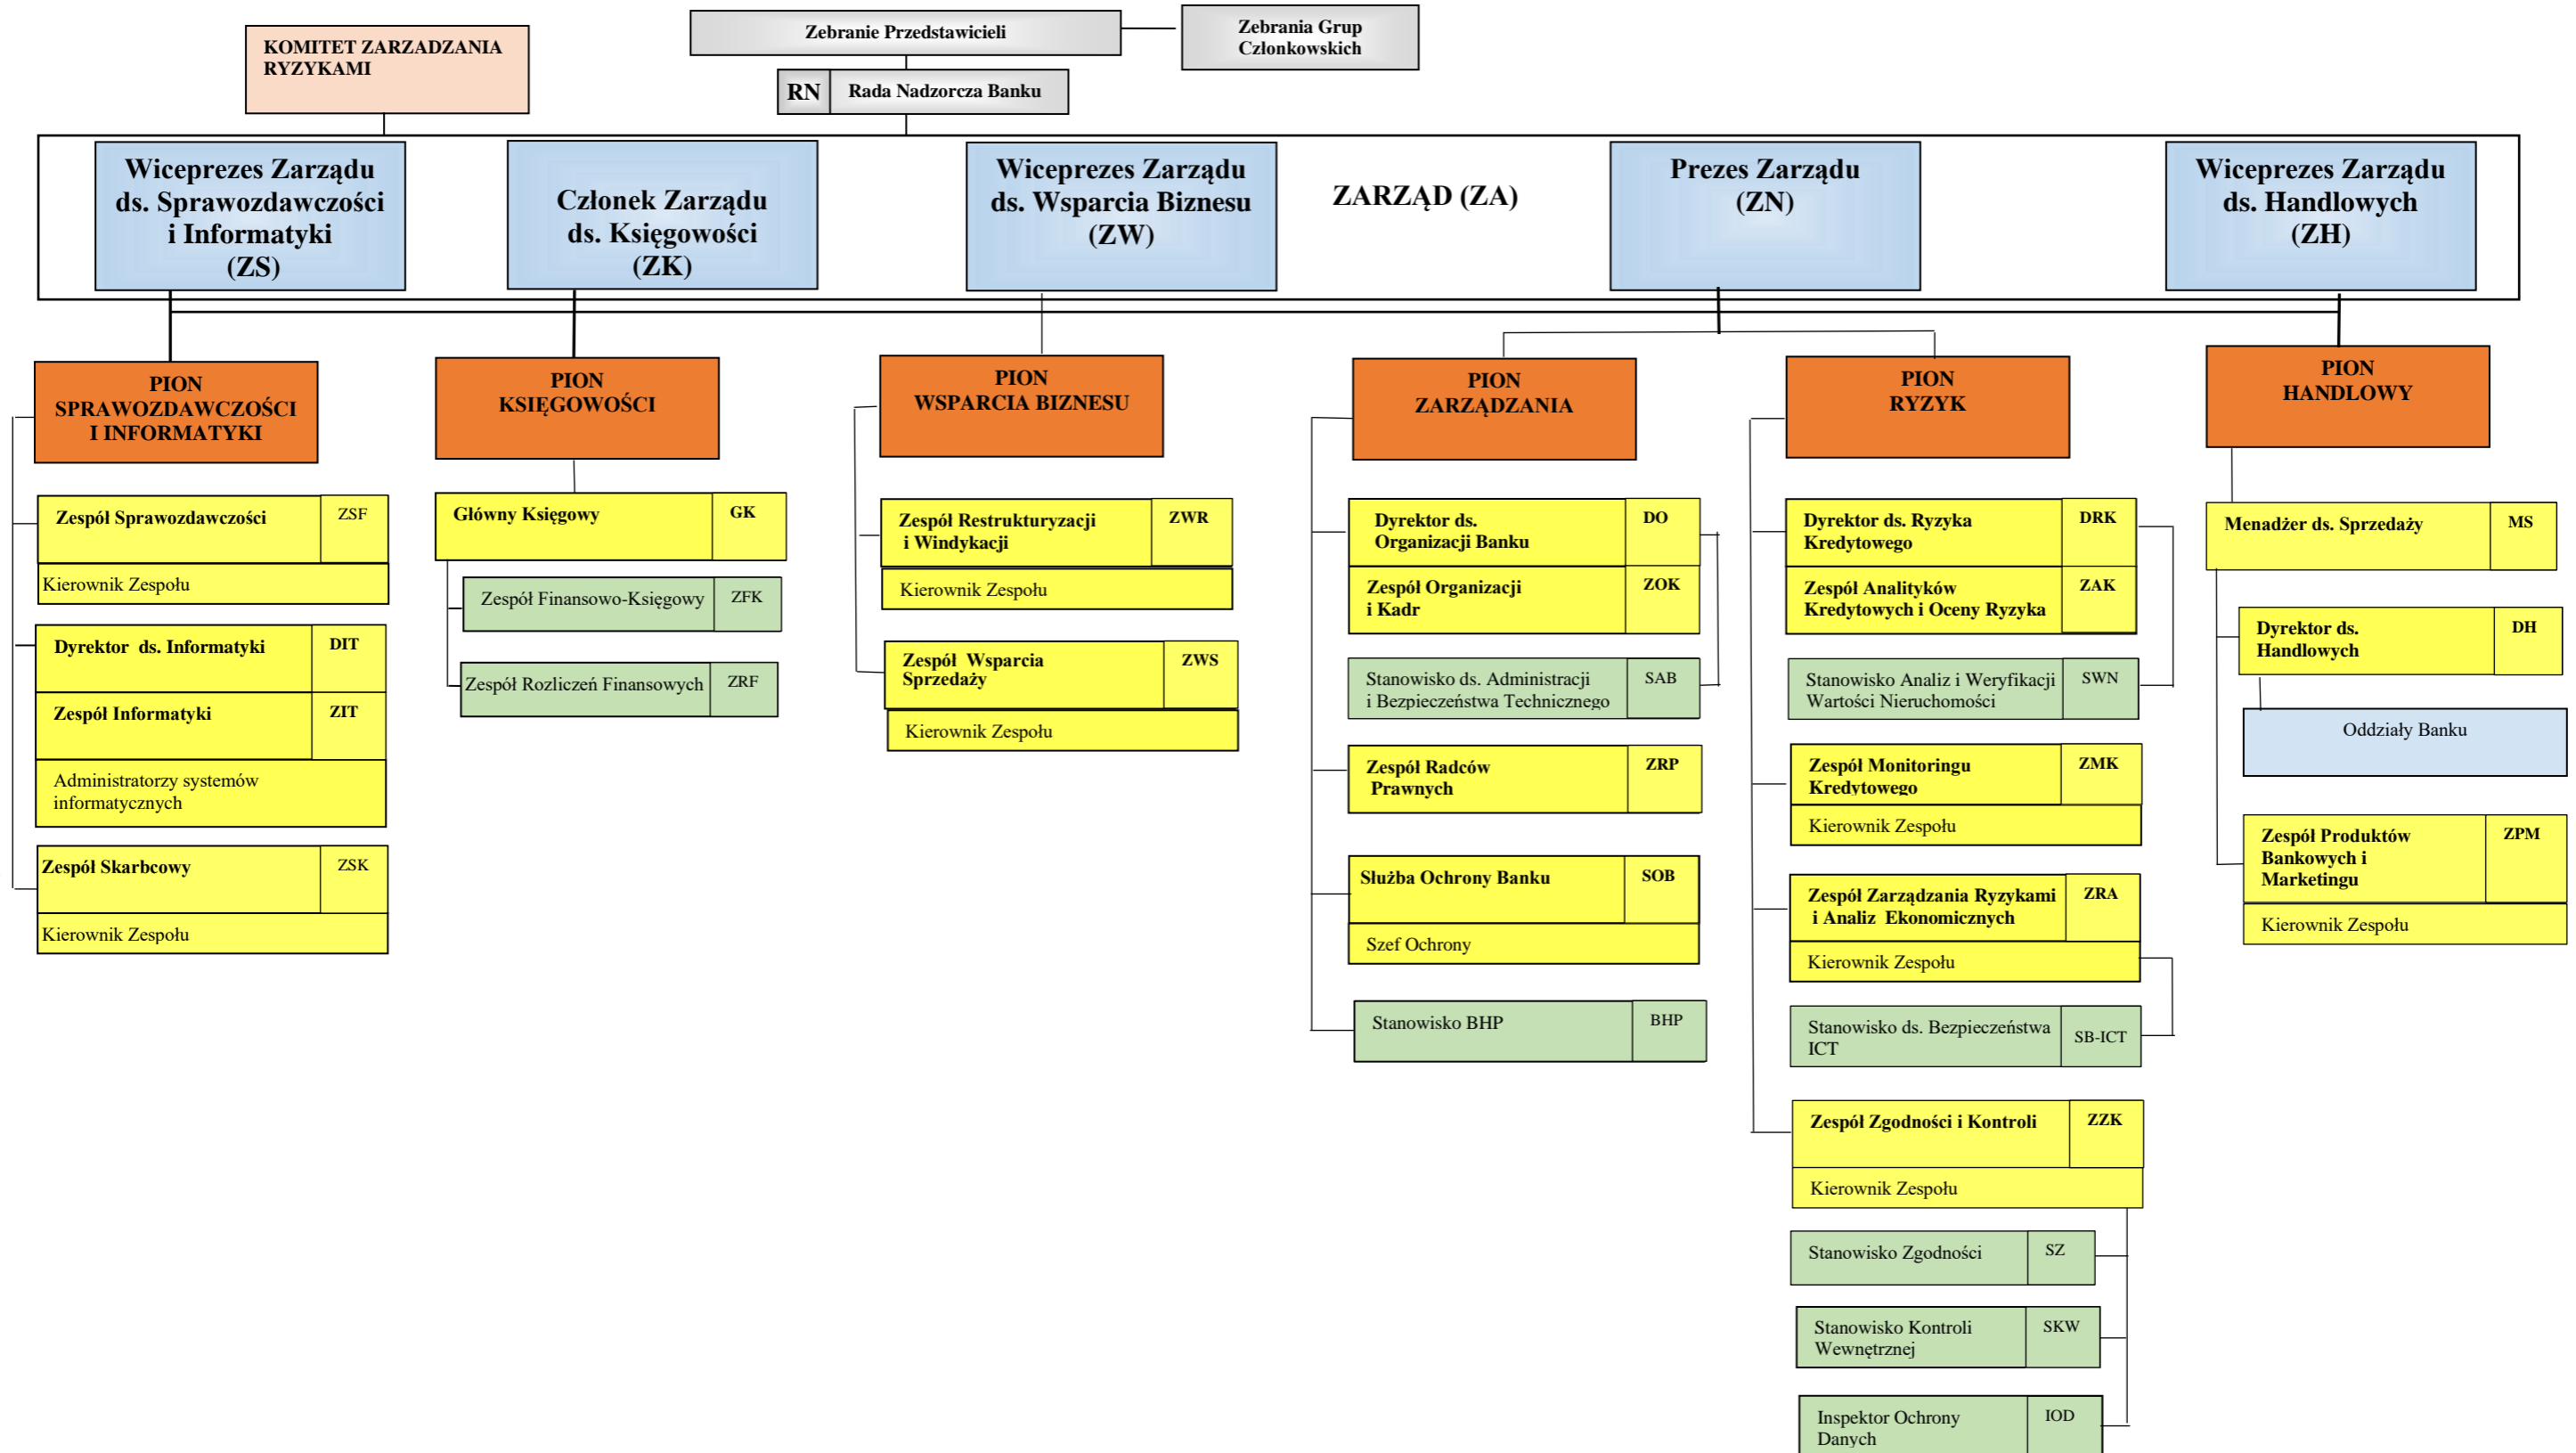 KOMITET ZARZADZANIA
RYZYKAMI
Zebranie Przedstawicieli
Zebrania Grup
Członkowskich
RN
Rada Nadzorcza Banku
Wiceprezes Zarządu
ds. Sprawozdawczości
i Informatyki
(ZS)
Członek Zarządu
ds. Księgowości
(ZK)
Wiceprezes Zarządu
ds. Wsparcia Biznesu
(ZW)
ZARZĄD (ZA)
Prezes Zarządu
(ZN)
Wiceprezes Zarządu
ds. Handlowych
(ZH)
PION
SPRAWOZDAWCZOŚCI
I INFORMATYKI
Zespół Sprawozdawczości
ZSF
Kierownik Zespołu
Dyrektor ds. Informatyki
DIT
Zespół Informatyki
ZIT
Administratorzy systemów
informatycznych
Zespół Skarbcowy
ZSK
Kierownik Zespołu
PION
KSIĘGOWOŚCI
Główny Księgowy
GK
Zespół Finansowo-Księgowy
ZFK
Zespół Rozliczeń Finansowych
ZRF
PION
WSPARCIA BIZNESU
Zespół Restrukturyzacji
i Windykacji
ZWR
Kierownik Zespołu
Zespół Wsparcia
Sprzedaży
ZWS
Kierownik Zespołu
PION
ZARZĄDZANIA
Dyrektor ds.
Organizacji Banku
DO
Zespół Organizacji
i Kadr
ZOK
Stanowisko ds. Administracji
i Bezpieczeństwa Technicznego
SAB
Zespół Radców
Prawnych
ZRP
Służba Ochrony Banku
SOB
Szef Ochrony
Stanowisko BHP
BHP
PION
RYZYK
Dyrektor ds. Ryzyka
Kredytowego
DRK
Zespół Analityków
Kredytowych i Oceny Ryzyka
ZAK
Stanowisko Analiz i Weryfikacji
Wartości Nieruchomości
SWN
Zespół Monitoringu
Kredytowego
ZMK
Kierownik Zespołu
Zespół Zarządzania Ryzykami
i Analiz Ekonomicznych
ZRA
Kierownik Zespołu
Stanowisko ds. Bezpieczeństwa
ICT
SB-ICT
Zespół Zgodności i Kontroli
ZZK
Kierownik Zespołu
Stanowisko Zgodności
SZ
Stanowisko Kontroli
Wewnętrznej
SKW
Inspektor Ochrony
Danych
IOD
PION
HANDLOWY
Menadżer ds. Sprzedaży
MS
Dyrektor ds.
Handlowych
DH
Oddziały Banku
Zespół Produktów
Bankowych i
Marketingu
ZPM
Kierownik Zespołu